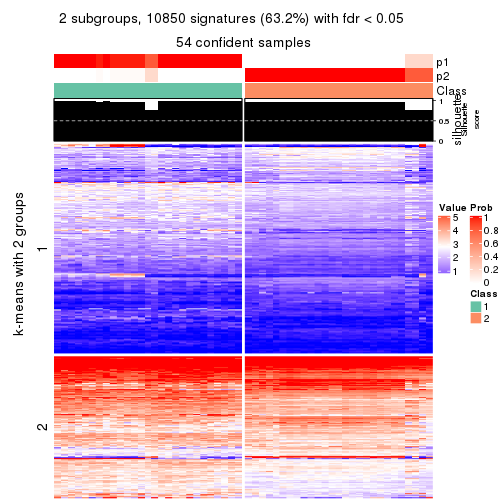 2 subgroups, 10850 signatures (63.2%) with fdr < 0.05
54 confident samples
p1
p2
Class
1
0.5
0
silhouette
Silhouette
score
k-means with 2 groups
1
2
Value
5
4
3
2
1
Prob
1
0.8
0.6
0.4
0.2
0
Class
1
2